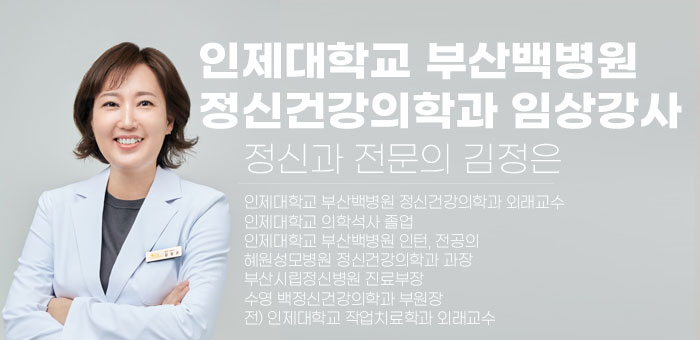 인제대학교 부산백병원
정신건강의학과 임상강사
정신과 전문의 김정은
인제대학교 부산백병원 정신건강의학과 외래교수
인제대학교 의학석사 졸업
인제대학교 부산백병원 인턴, 전공의
혜원성모병원 정신건강의학과 과장
부산시립정신병원 진료부장
수영 백정신건강의학과 부원장
전) 인제대학교 작업치료학과 외래교수